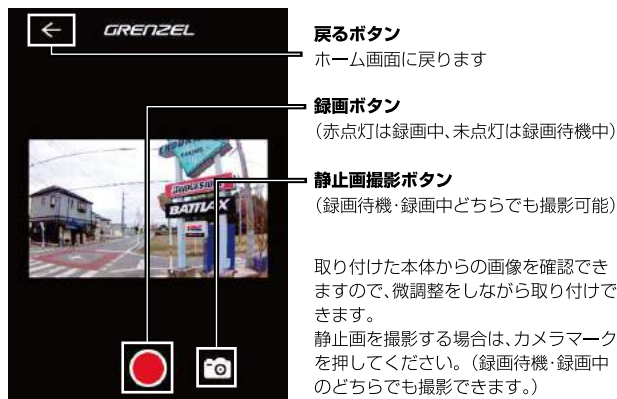 GRENZEL
ENDURANCE
RACING
BRIDGESTONE
BATTLAX
戻るボタン
ホーム画面に戻ります
録画ボタン
（赤点灯は録画中、未点灯は録画待機中）
静止画撮影ボタン
（録画待機・録画中どちらでも撮影可能）
取り付けた本体からの画像を確認でき
ますので、微調整をしながら取り付けで
きます。
静止画を撮影する場合は、カメラマーク
を押してください。（録画待機・録画中
のどちらでも撮影できます。）